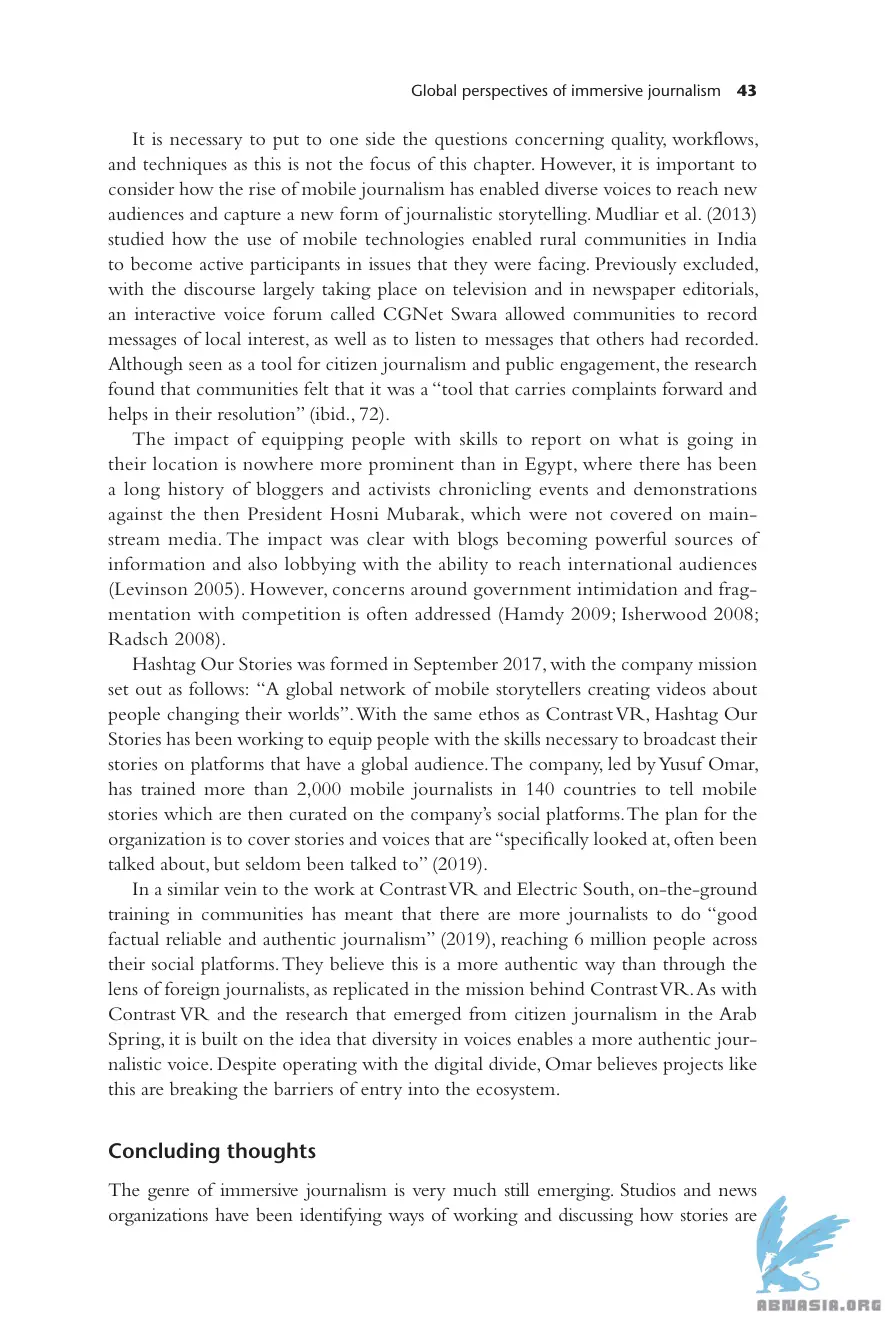 Global perspectives of immersive journalism 43
It is necessary to put to one side the questions concerning quality, workflows,
and techniques as this is not the focus of this chapter. However, it is important to
consider how the rise of mobile journalism has enabled diverse voices to reach new
audiences and capture a new form of journalistic storytelling. Mudliar et al. (2013)
studied how the use of mobile technologies enabled rural communities in India
to become active participants in issues that they were facing. Previously excluded,
with the discourse largely taking place on television and in newspaper editorials,
an interactive voice forum called CGNet Swara allowed communities to record
messages of local interest, as well as to listen to messages that others had recorded.
Although seen as a tool for citizen journalism and public engagement, the research
found that communities felt that it was a “tool that carries complaints forward and
helps in their resolution” (ibid., 72).
The impact of equipping people with skills to report on what is going in
their location is nowhere more prominent than in Egypt, where there has been
a long history of bloggers and activists chronicling events and demonstrations
against the then President Hosni Mubarak, which were not covered on main-
stream media. The impact was clear with blogs becoming powerful sources of
information and also lobbying with the ability to reach international audiences
(Levinson 2005). However, concerns around government intimidation and frag-
mentation with competition is often addressed (Hamdy 2009; Isherwood 2008;
Radsch 2008).
Hashtag Our Stories was formed in September 2017, with the company mission
set out as follows: “A global network of mobile storytellers creating videos about
people changing their worlds”. With the same ethos as Contrast VR, Hashtag Our
Stories has been working to equip people with the skills necessary to broadcast their
stories on platforms that have a global audience. The company, led by Yusuf Omar,
has trained more than 2,000 mobile journalists in 140 countries to tell mobile
stories which are then curated on the company’s social platforms. The plan for the
organization is to cover stories and voices that are “specifically looked at, often been
talked about, but seldom been talked to” (2019).
In a similar vein to the work at Contrast VR and Electric South, on-the-ground
training in communities has meant that there are more journalists to do “good
factual reliable and authentic journalism” (2019), reaching 6 million people across
their social platforms. They believe this is a more authentic way than through the
lens of foreign journalists, as replicated in the mission behind Contrast VR. As with
Contrast VR and the research that emerged from citizen journalism in the Arab
Spring, it is built on the idea that diversity in voices enables a more authentic jour-
nalistic voice. Despite operating with the digital divide, Omar believes projects like
this are breaking the barriers of entry into the ecosystem.
Concluding thoughts
The genre of immersive journalism is very much still emerging. Studios and news
organizations have been identifying ways of working and discussing how stories are
ABNASIA.ORG